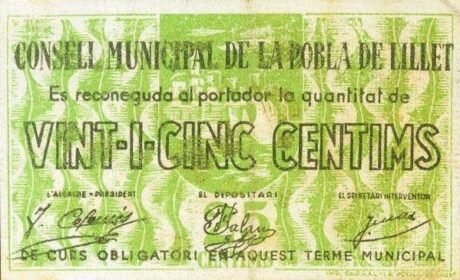 CONSELL MUNICIPAL DE LA POBLA DE LILLET
Es reconeguda al portador la quantitat de
VINT-I-CINC CENTIMS
L'ALCALDE-PRESIDENT EL DIPOSITARI EL SECRETARI INTERVENTOR
DE CURS OBLIGATORI EN AQUEST TERME MUNICIPAL